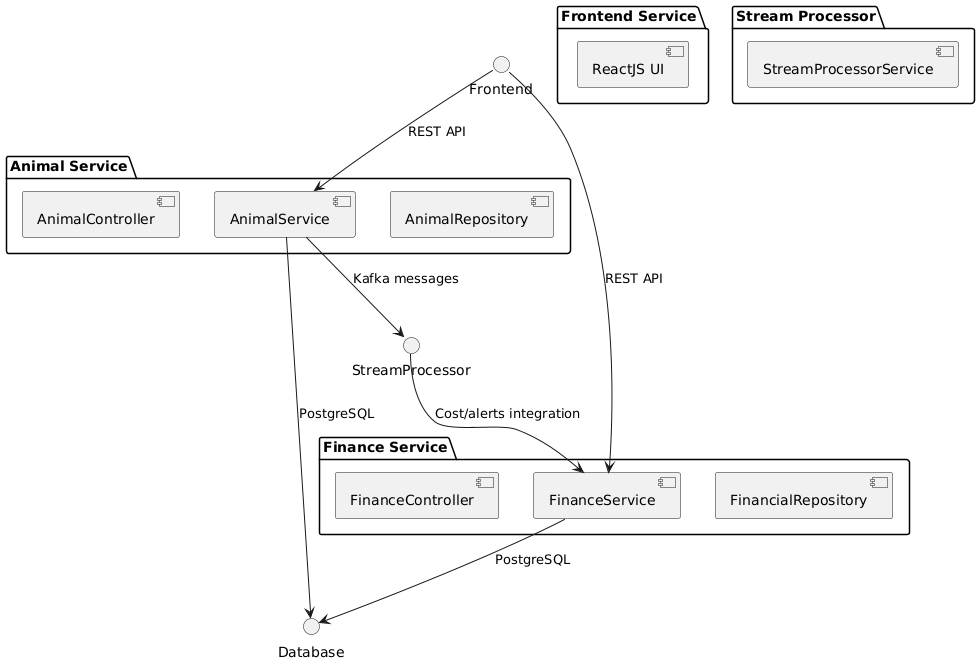 Frontend Service
Stream Processor
ReactJS UI
StreamProcessorService
Frontend
REST API
Animal Service
AnimalController
AnimalService
AnimalRepository
Kafka messages
REST API
StreamProcessor
PostgreSQL
Cost/alerts integration
Finance Service
FinanceController
FinanceService
FinancialRepository
PostgreSQL
Database